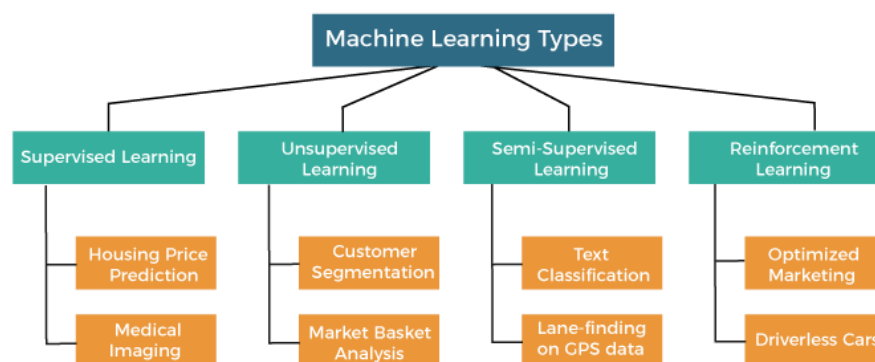 Machine Learning Types
Supervised Learning
Unsupervised
Learning
Semi-Supervised
Learning
Reinforcement
Learning
Housing Price
Prediction
Customer
Segmentation
Text
Classification
Optimized
Marketing
Medical
Imaging
Market Basket
Analysis
Lane-finding
on GPS data
Driverless Cars